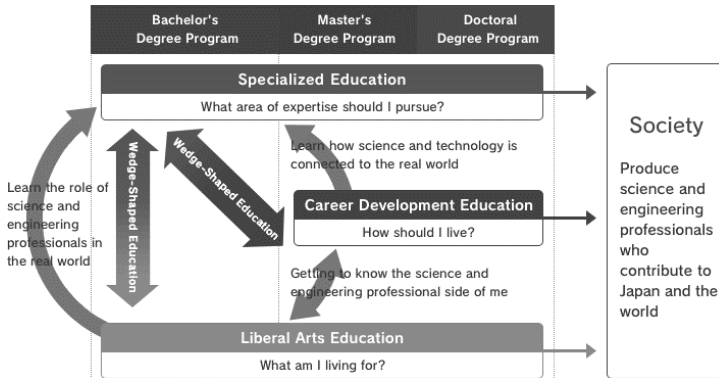 Bachelor's
Degree Program
Master's
Degree Program
Doctoral
Degree Program
Specialized Education
What area of expertise should I pursue?
Wedge-Shaped Education
Wedge-Shaped Education
Learn how science and technology is
connected to the real world
Learn the role of
science and
engineering
professionals in
the real world
Career Development Education
How should I live?
Getting to know the science and
engineering professional side of me
Liberal Arts Education
What am I living for?
Society
Produce
science and
engineering
professionals
who
contribute to
Japan and the
world